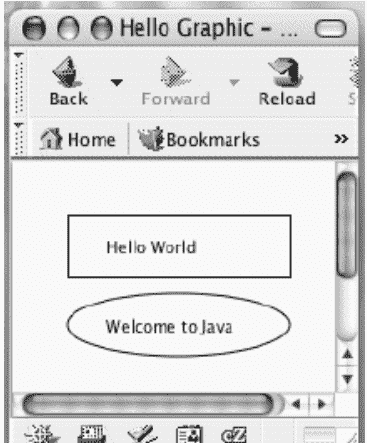 Hello Graphic – ...
Back Forward Reload
Home Bookmarks »
Hello World
Welcome to Java